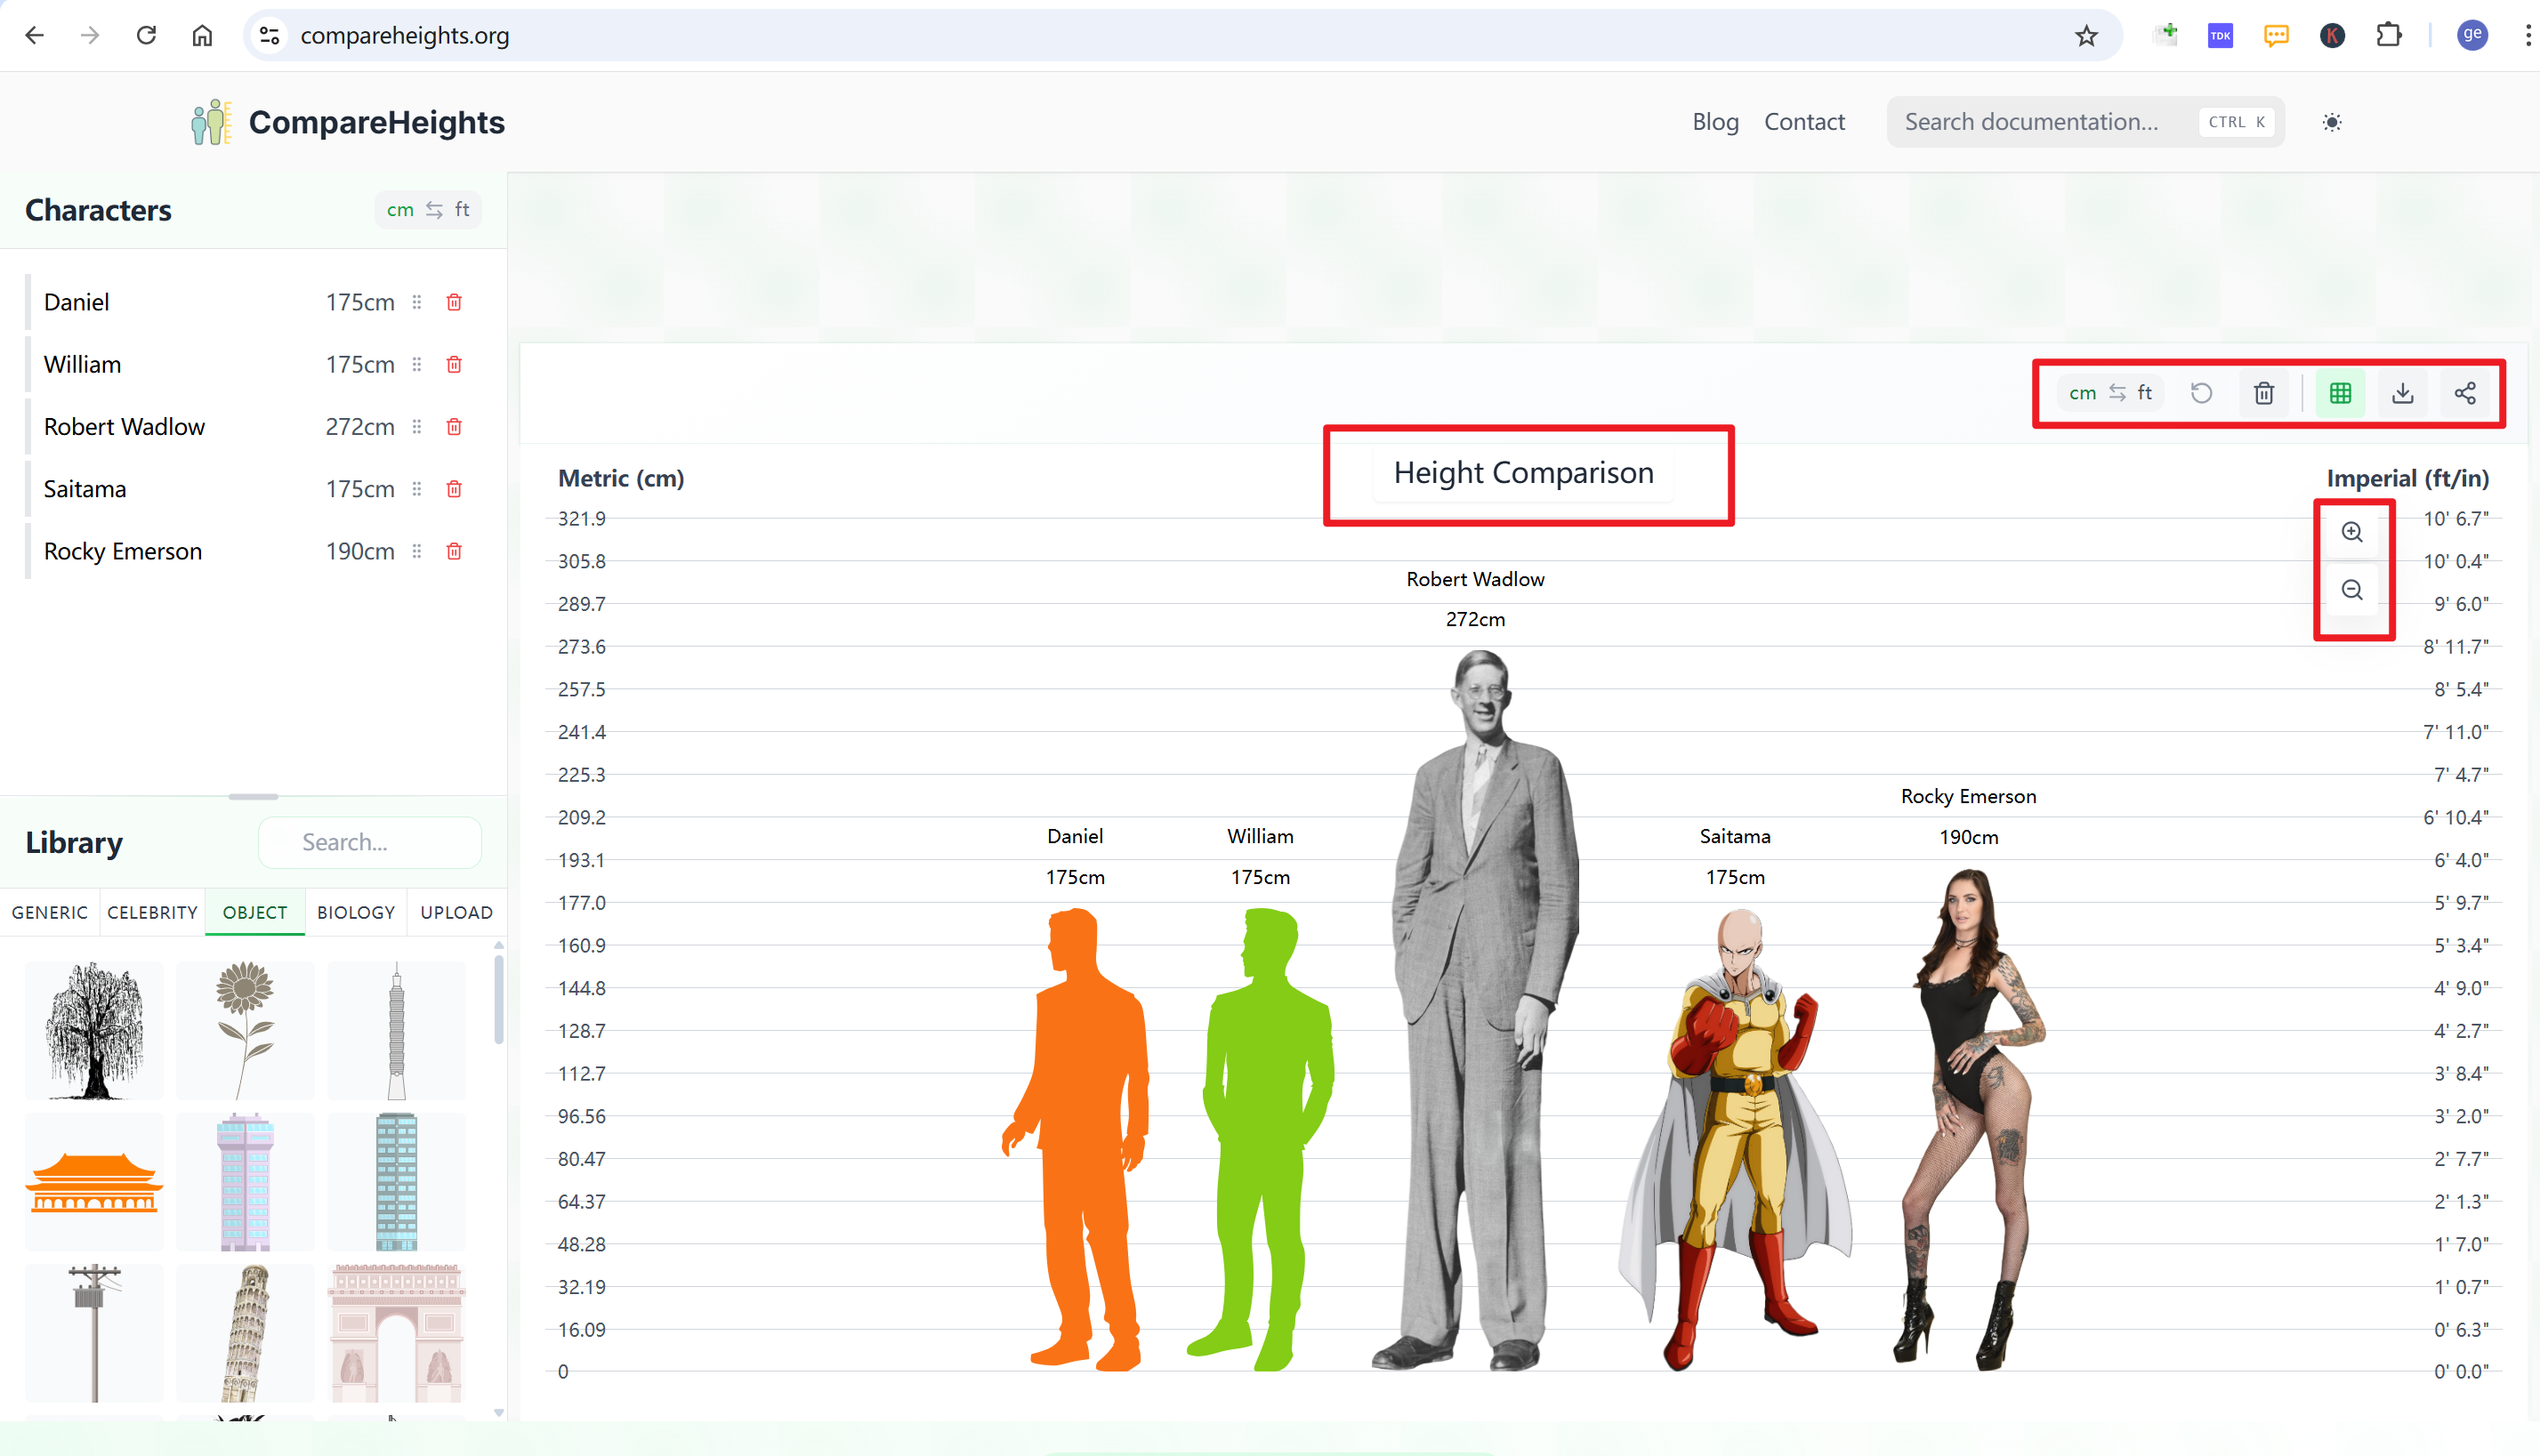 compareheights.org
TDK
K
ge
CompareHeights
Blog
Contact
Search documentation...
CTRL K
Characters
cm
ft
Daniel
175cm
William
175cm
Robert Wadlow
272cm
Saitama
175cm
Rocky Emerson
190cm
Library
Search...
GENERIC
CELEBRITY
OBJECT
BIOLOGY
UPLOAD
cm
ft
Height Comparison
Metric (cm)
Imperial (ft/in)
321.9
305.8
289.7
273.6
257.5
241.4
225.3
209.2
193.1
177.0
160.9
144.8
128.7
112.7
96.56
80.47
64.37
48.28
32.19
16.09
0
Daniel
175cm
William
175cm
Robert Wadlow
272cm
Saitama
175cm
Rocky Emerson
190cm
10' 6.7"
10' 0.4"
9' 6.0"
8' 11.7"
8' 5.4"
7' 11.0"
7' 4.7"
6' 10.4"
6' 4.0"
5' 9.7"
5' 3.4"
4' 9.0"
4' 2.7"
3' 8.4"
3' 2.0"
2' 7.7"
2' 1.3"
1' 7.0"
1' 0.7"
0' 6.3"
0' 0.0"